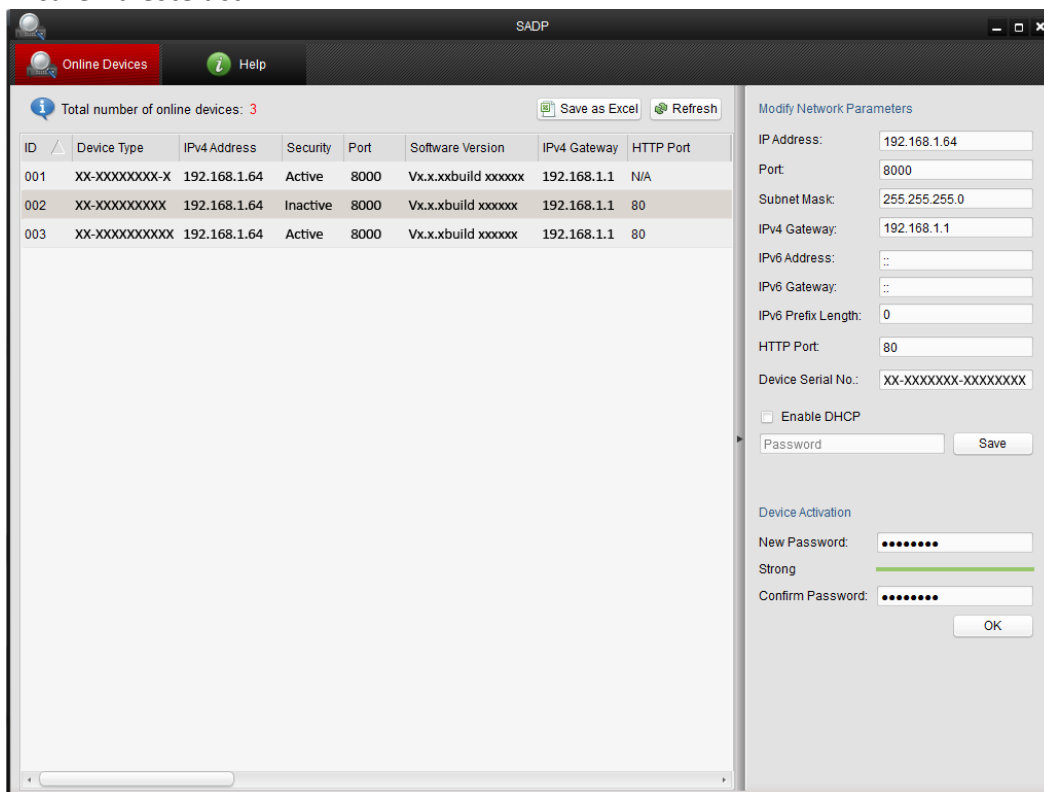 SADP
Online Devices
Help
Total number of online devices: 3
Save as Excel
Refresh
ID Device Type IPv4 Address Security Port Software Version IPv4 Gateway HTTP Port
001 XX-XXXXXXXX-X 192.168.1.64 Active 8000 Vx.x.xxbuild xxxxxx 192.168.1.1 N/A
002 XX-XXXXXXXXX 192.168.1.64 Inactive 8000 Vx.x.xbuild xxxxxx 192.168.1.1 80
003 XX-XXXXXXXXXX 192.168.1.64 Active 8000 Vx.x.xbuild xxxxxx 192.168.1.1 80
Modify Network Parameters
IP Address: 192.168.1.64
Port: 8000
Subnet Mask: 255.255.255.0
IPv4 Gateway: 192.168.1.1
IPv6 Address: ::
IPv6 Gateway: ::
IPv6 Prefix Length: 0
HTTP Port: 80
Device Serial No.: XX-XXXXXXX-XXXXXXXX
Enable DHCP
Password Save
Device Activation
New Password: ●●●●●●●●
Strong
Confirm Password: ●●●●●●●●
OK